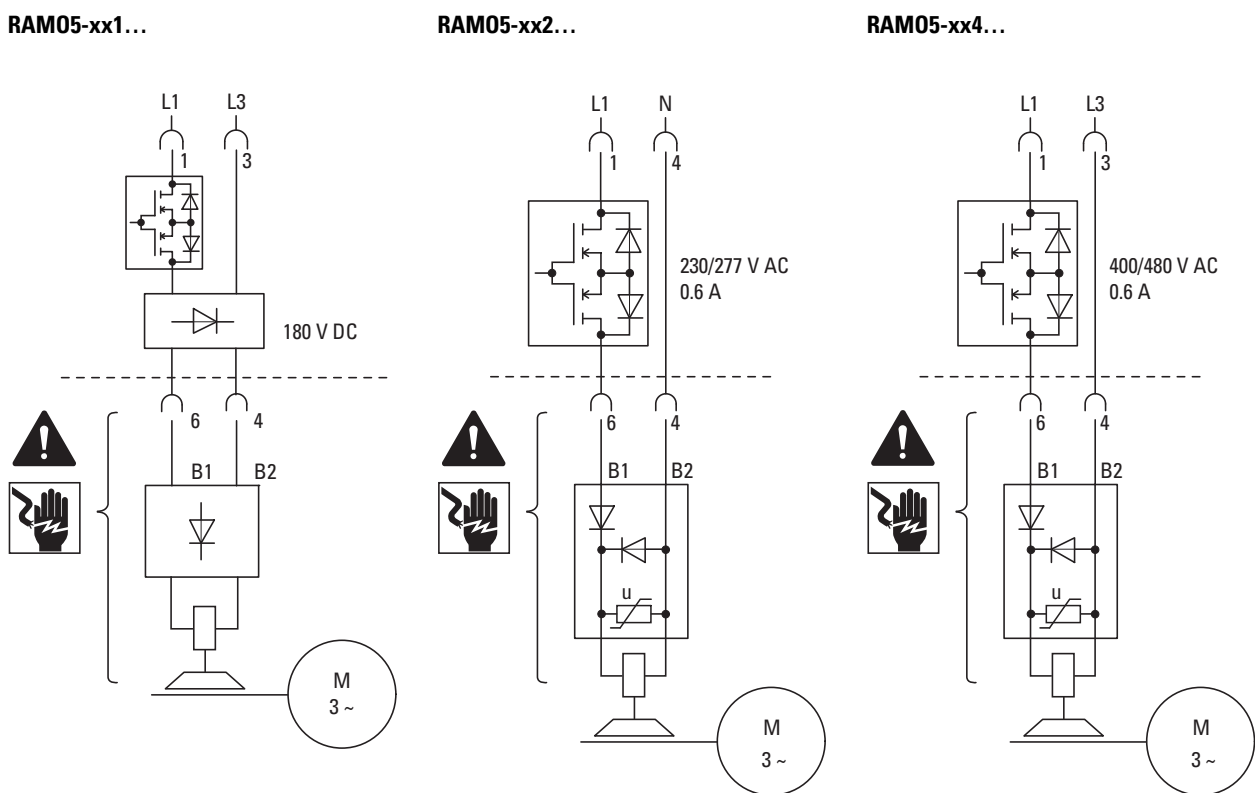 RAMO5-xx1...
RAMO5-xx2...
RAMO5-xx4...
L1 L3
1 3
180 V DC
6 4
B1 B2
M
3 ~
L1 N
1 4
230/277 V AC
0.6 A
6 4
B1 B2
u
M
3 ~
L1 L3
1 3
400/480 V AC
0.6 A
6 4
B1 B2
u
M
3 ~